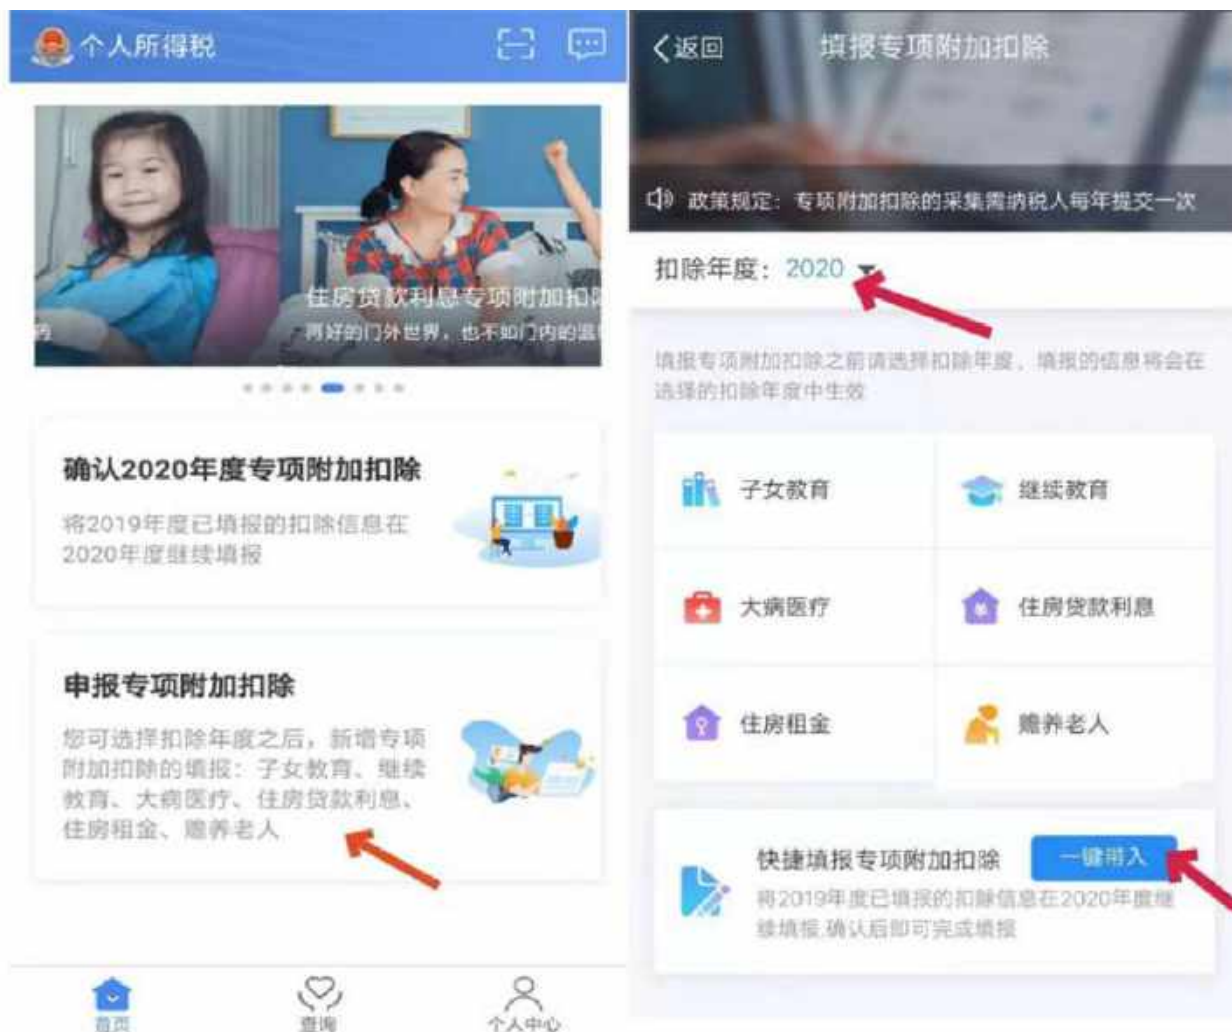 个人所得税
住房贷款利息专项附加扣
再好的门外世界，也不如门内的温
确认2020年度专项附加扣除
将2019年度已填报的扣除信息在
2020年度继续填报
申报专项附加扣除
您可选择扣除年度之后，新增专项
附加扣除的填报：子女教育、继续
教育、大病医疗、住房贷款利息、
住房租金、赡养老人
首页
查询
个人中心
返回
填报专项附加扣除
政策规定：专项附加扣除的采集需纳税人每年提交一次
扣除年度：2020
填报专项附加扣除之前请选择扣除年度，填报的信息将会在
选择的扣除年度中生效
子女教育
继续教育
大病医疗
住房贷款利息
住房租金
赡养老人
快捷填报专项附加扣除
一键带入
将2019年度已填报的扣除信息在2020年度继
续填报,确认后即可完成填报